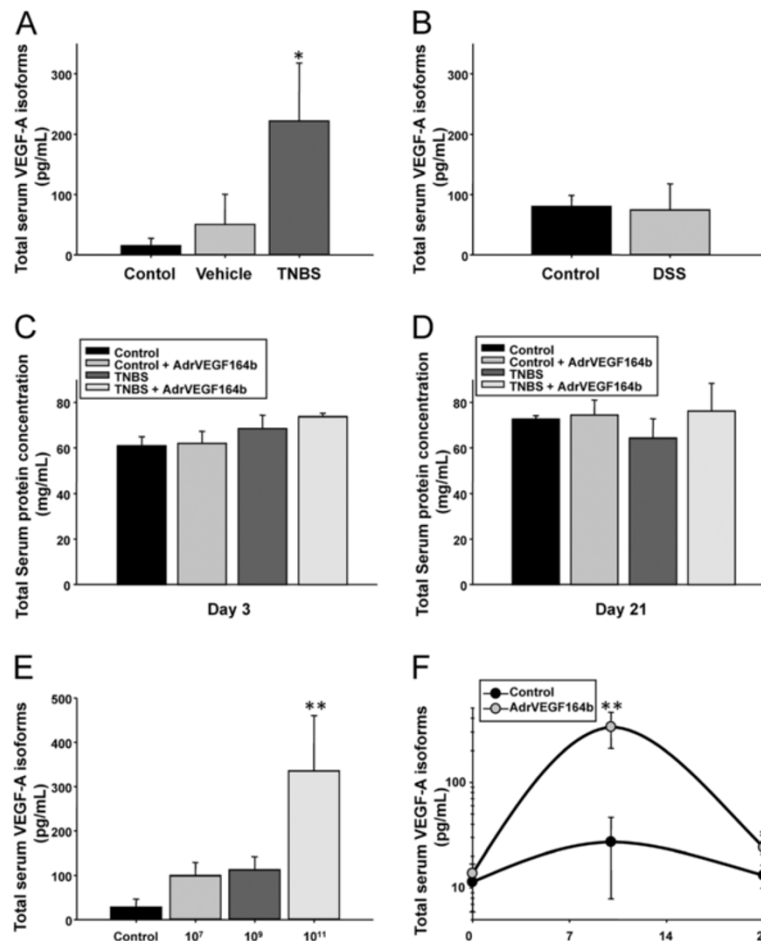 A
Total serum VEGF-A isoforms
(pg/mL)
300
200
100
0
*
Contol Vehicle TNBS
B
Total serum VEGF-A isoforms
(pg/mL)
300
200
100
0
Control DSS
C
Control
Control + AdrVEGF164b
TNBS
TNBS + AdrVEGF164b
Total Serum protein concentration
(mg/mL)
80
60
40
20
0
Day 3
D
Control
Control + AdrVEGF164b
TNBS
TNBS + AdrVEGF164b
Total Serum protein concentration
(mg/mL)
80
60
40
20
0
Day 21
E
Total serum VEGF-A isoforms
(pg/mL)
500
400
300
200
100
0
**
Control 10⁷ 10⁹ 10¹¹
F
Control
AdrVEGF164b
**
Total serum VEGF-A isoforms
(pg/mL)
100
10
0 7 14